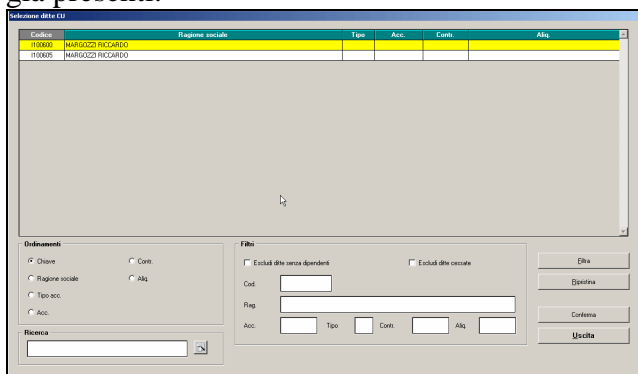 già presenti.
Selezione ditte CU
Codice Ragione sociale Tipo Acc. Contr. Aliq.
I100600 MARGOZZI RICCARDO
I100605 MARGOZZI RICCARDO
Ordinamenti
Chiave Contr.
Ragione sociale Aliq.
Tipo acc.
Acc.
Ricerca
Filtri
Escludi ditte senza dipendenti Escludi ditte cessate
Cod.
Rag.
Acc. Tipo Contr. Aliq.
Filtra
Ripristina
Conferma
Uscita